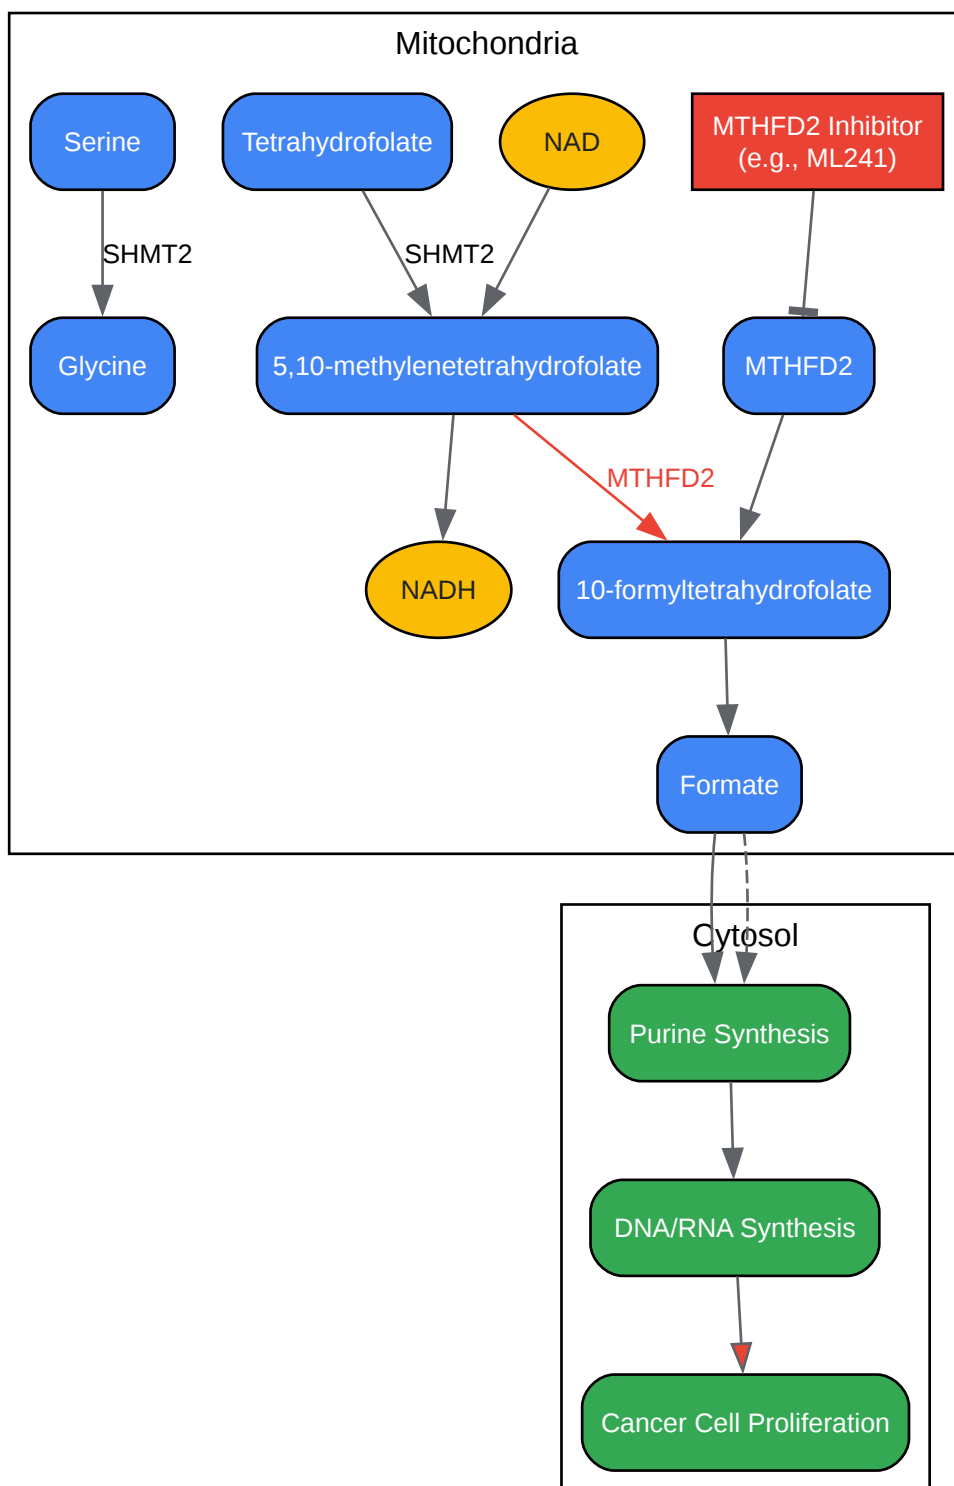 Mitochondria
Serine
Tetrahydrofolate
NAD
MTHFD2 Inhibitor
(e.g., ML241)
SHMT2
SHMT2
Glycine
5,10-methylenetetrahydrofolate
MTHFD2
MTHFD2
NADH
10-formyltetrahydrofolate
Formate
Cytosol
Purine Synthesis
DNA/RNA Synthesis
Cancer Cell Proliferation